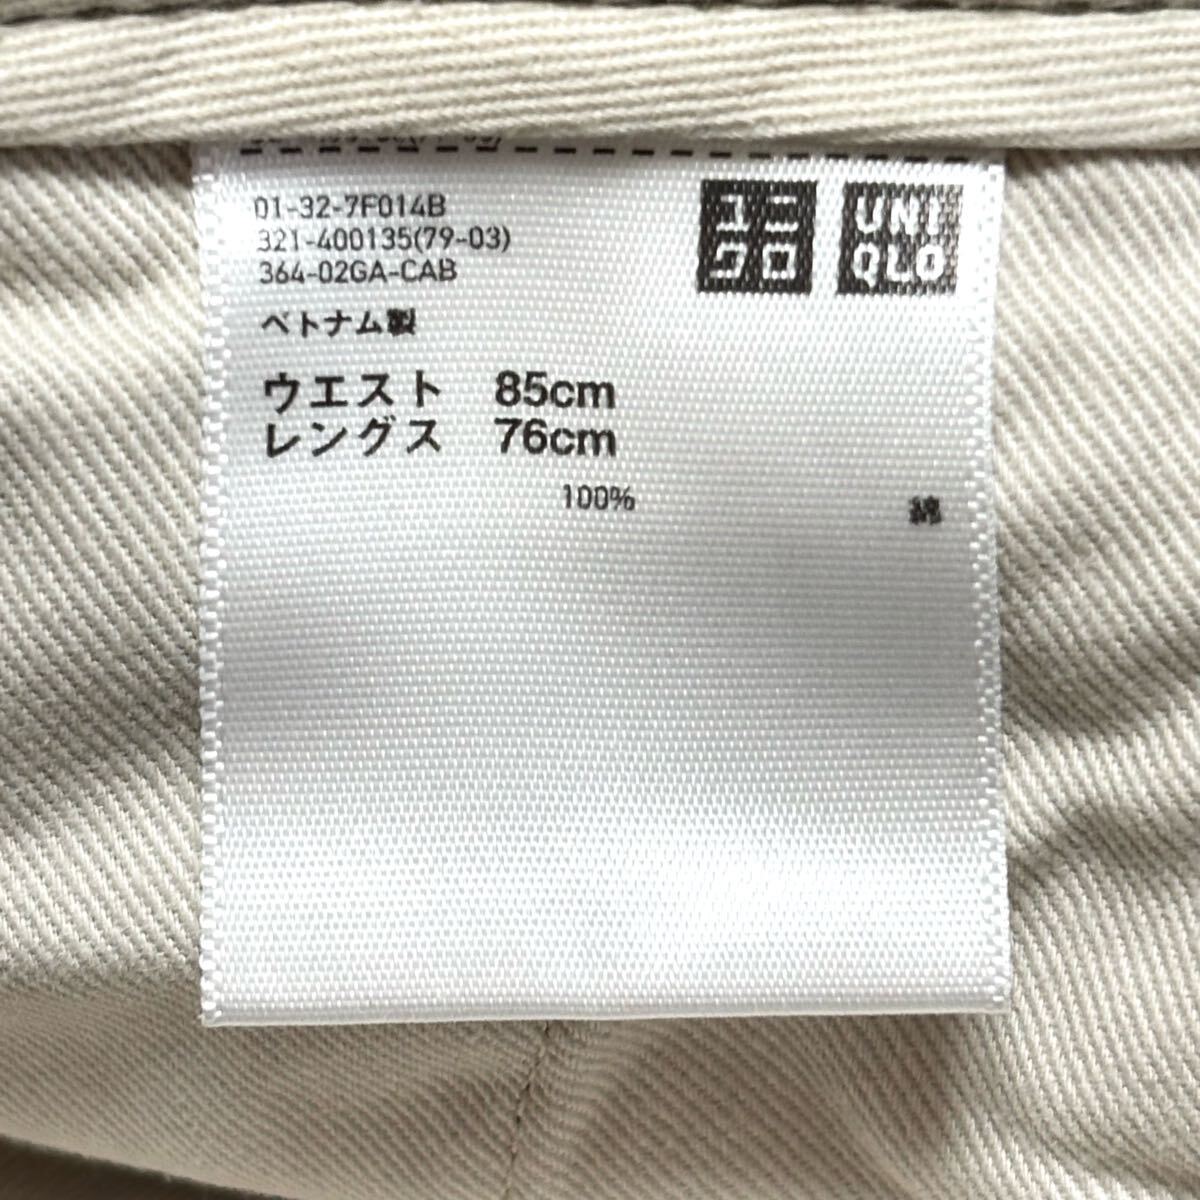 01-32-7F014B
321-400135(79-03)
364-02GA-CAB
ユニクロ
UNIQLO
ベトナム製
ウエスト 85cm
レングス 76cm
100% 綿